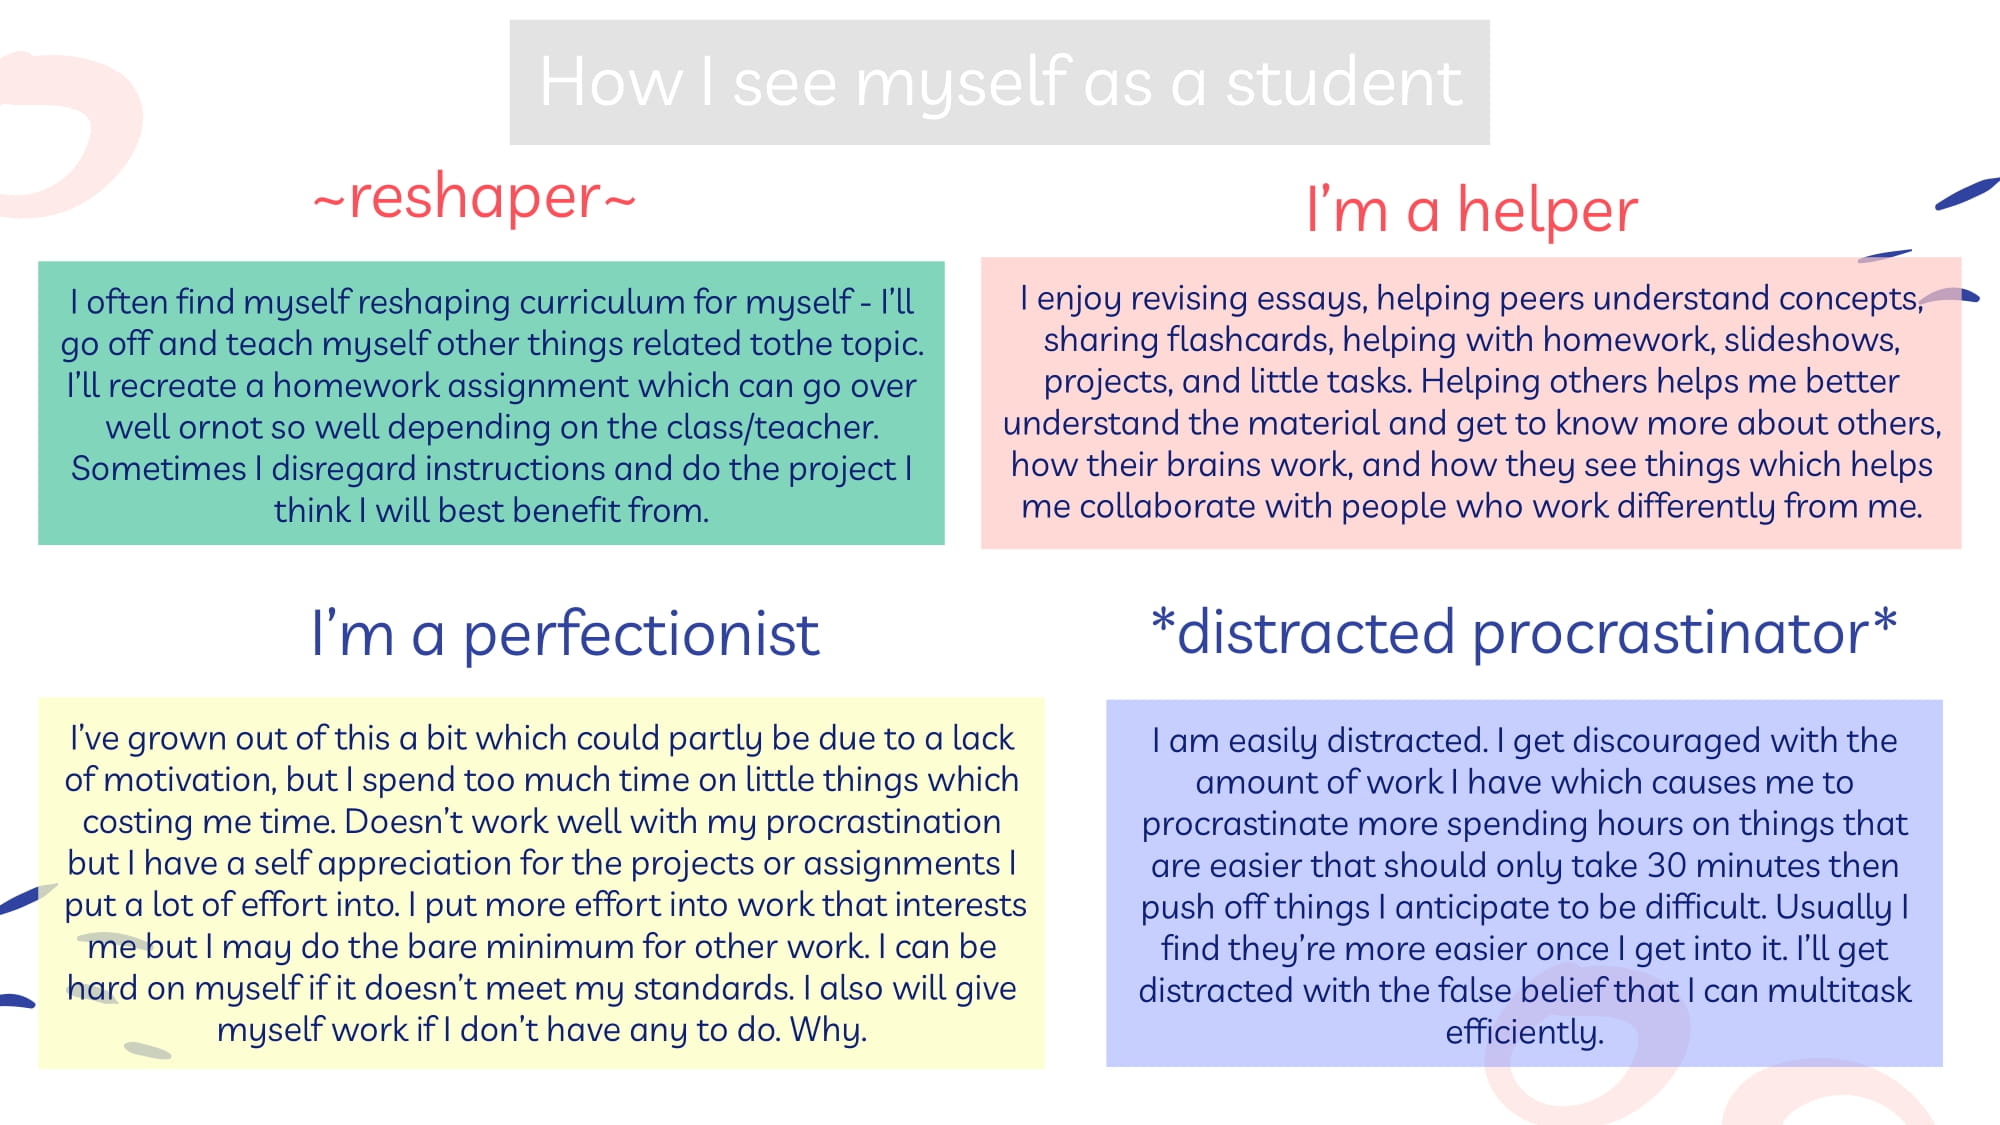 How I see myself as a student
~reshaper~
I often find myself reshaping curriculum for myself - I’ll
go off and teach myself other things related tothe topic.
I’ll recreate a homework assignment which can go over
well ornot so well depending on the class/teacher.
Sometimes I disregard instructions and do the project I
think I will best benefit from.
I’m a helper
I enjoy revising essays, helping peers understand concepts,
sharing flashcards, helping with homework, slideshows,
projects, and little tasks. Helping others helps me better
understand the material and get to know more about others,
how their brains work, and how they see things which helps
me collaborate with people who work differently from me.
I’m a perfectionist
I’ve grown out of this a bit which could partly be due to a lack
of motivation, but I spend too much time on little things which
costing me time. Doesn’t work well with my procrastination
but I have a self appreciation for the projects or assignments I
put a lot of effort into. I put more effort into work that interests
me but I may do the bare minimum for other work. I can be
hard on myself if it doesn’t meet my standards. I also will give
myself work if I don’t have any to do. Why.
*distracted procrastinator*
I am easily distracted. I get discouraged with the
amount of work I have which causes me to
procrastinate more spending hours on things that
are easier that should only take 30 minutes then
push off things I anticipate to be difficult. Usually I
find they’re more easier once I get into it. I’ll get
distracted with the false belief that I can multitask
efficiently.